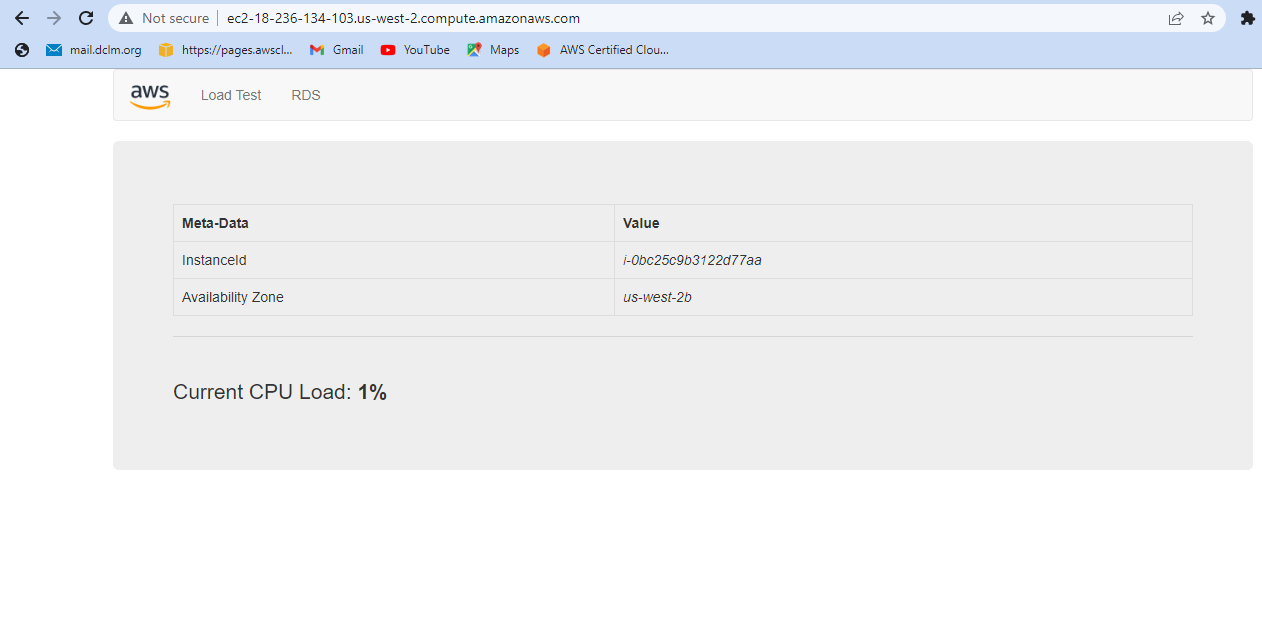 Not secure | ec2-18-236-134-103.us-west-2.compute.amazonaws.com
mail.dclm.org https://pages.awscl... Gmail YouTube Maps AWS Certified Clou...
aws Load Test RDS
Meta-Data Value
InstanceId i-0bc25c9b3122d77aa
Availability Zone us-west-2b
Current CPU Load: 1%